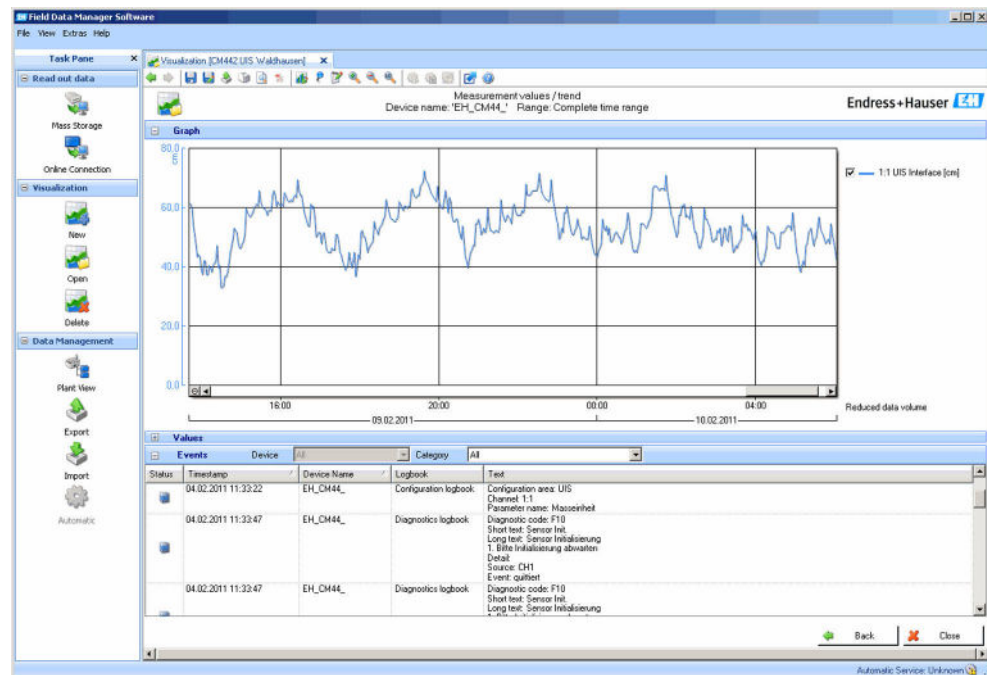 Field Data Manager Software
File View Extras Help
Task Pane
Visualization [CM442 UIS Waldhausen]
Read out data
Mass Storage
Online Connection
Visualization
New
Open
Delete
Data Management
Plant View
Export
Import
Automatic
Measurement values / trend
Device name: 'EH_CM44_' Range: Complete time range
Endress+Hauser EH
Graph
80.0
cm
60.0
40.0
20.0
0.0
1:1 UIS Interface [cm]
16:00 20:00 00:00 04:00
Reduced data volume
09.02.2011 10.02.2011
Values
Events Device All Category All
Status Timestamp Device Name Logbook Text
04.02.2011 11:33:22 EH_CM44_ Configuration logbook Configuration area: UIS
Channel: 1:1
Parameter name: Masseinheit
04.02.2011 11:33:47 EH_CM44_ Diagnostics logbook Diagnostic code: F10
Short text: Sensor Init.
Long text: Sensor Initialisierung
1. Bitte Initialisierung abwarten
Detail:
Source: CH1
Event: quittiert
04.02.2011 11:33:47 EH_CM44_ Diagnostics logbook Diagnostic code: F10
Short text: Sensor Init.
Long text: Sensor Initialisierung
Back Close
Automatic Service: Unknown